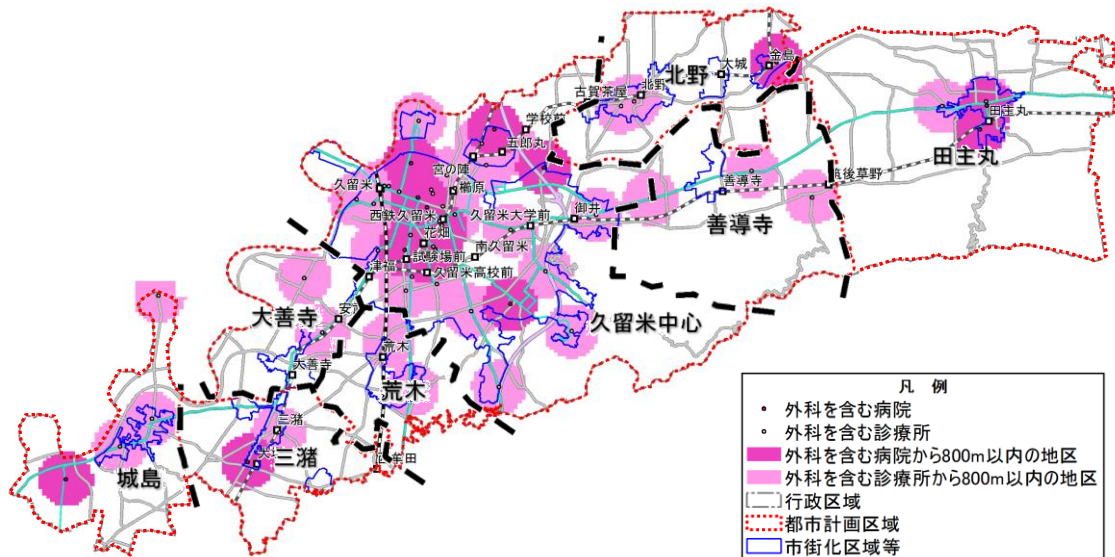 北野
大城
金島
古賀茶屋
北野
学校前
田主丸
五郎丸
田主丸
宮の陣
善導寺
筑後草野
久留米
櫛原
西鉄久留米
久留米大学前
御井
善導寺
花畑
南久留米
試験場前
津福
久留米高校前
大善寺
久留米中心
荒木
大善寺
荒木
三潴
三潴
城島
凡 例
外科を含む病院
外科を含む診療所
外科を含む病院から800m以内の地区
外科を含む診療所から800m以内の地区
行政区域
都市計画区域
市街化区域等